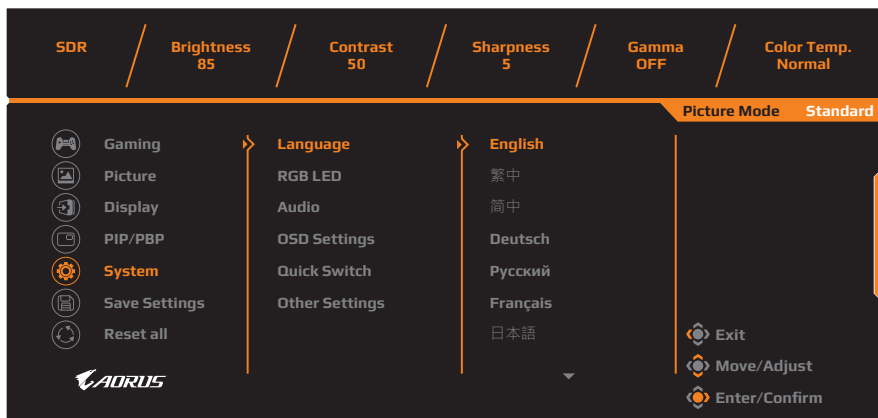 SDR
Brightness
85
Contrast
50
Sharpness
5
Gamma
OFF
Color Temp.
Normal
Picture Mode Standard
Gaming
Picture
Display
PIP/PBP
System
Save Settings
Reset all
Language
RGB LED
Audio
OSD Settings
Quick Switch
Other Settings
English
繁中
简中
Deutsch
Русский
Français
日本語
Exit
Move/Adjust
Enter/Confirm
AORUS